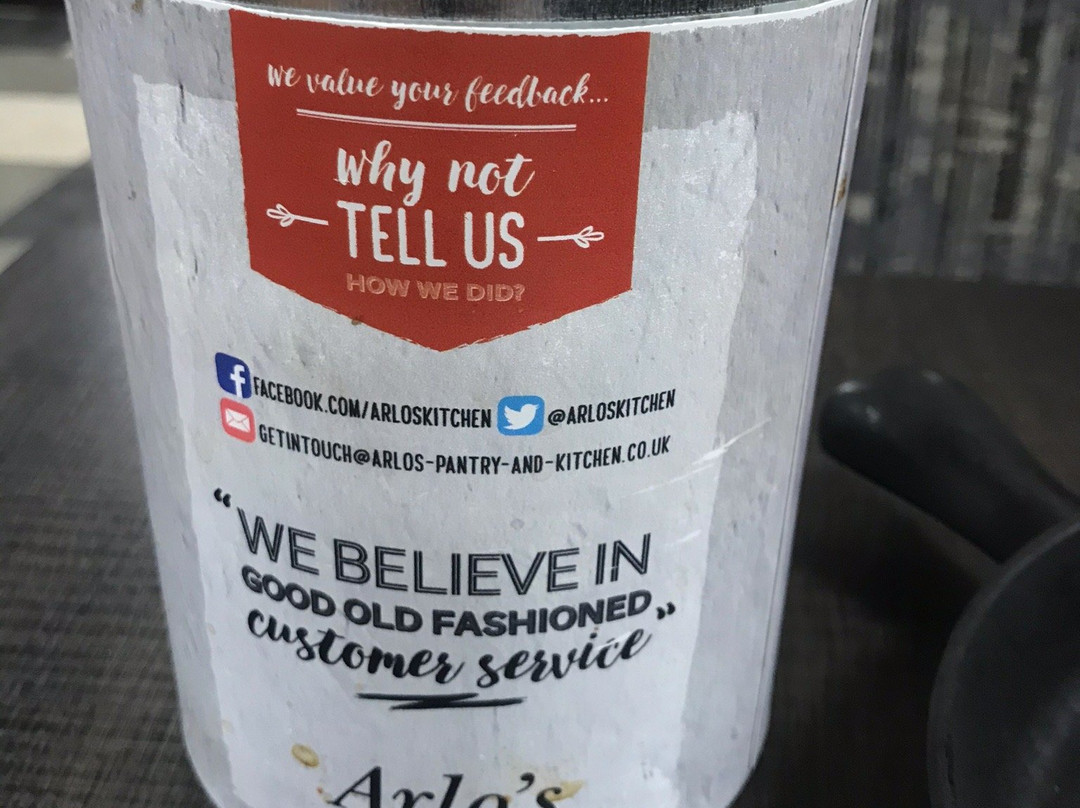 we value your feedback...
why not
TELL US
HOW WE DID?
FACEBOOK.COM/ARLOSKITCHEN @ARLOSKITCHEN
GETINTOUCH@ARLOS-PANTRY-AND-KITCHEN.CO.UK
“WE BELIEVE IN
GOOD OLD FASHIONED
customer service”
Arlo's